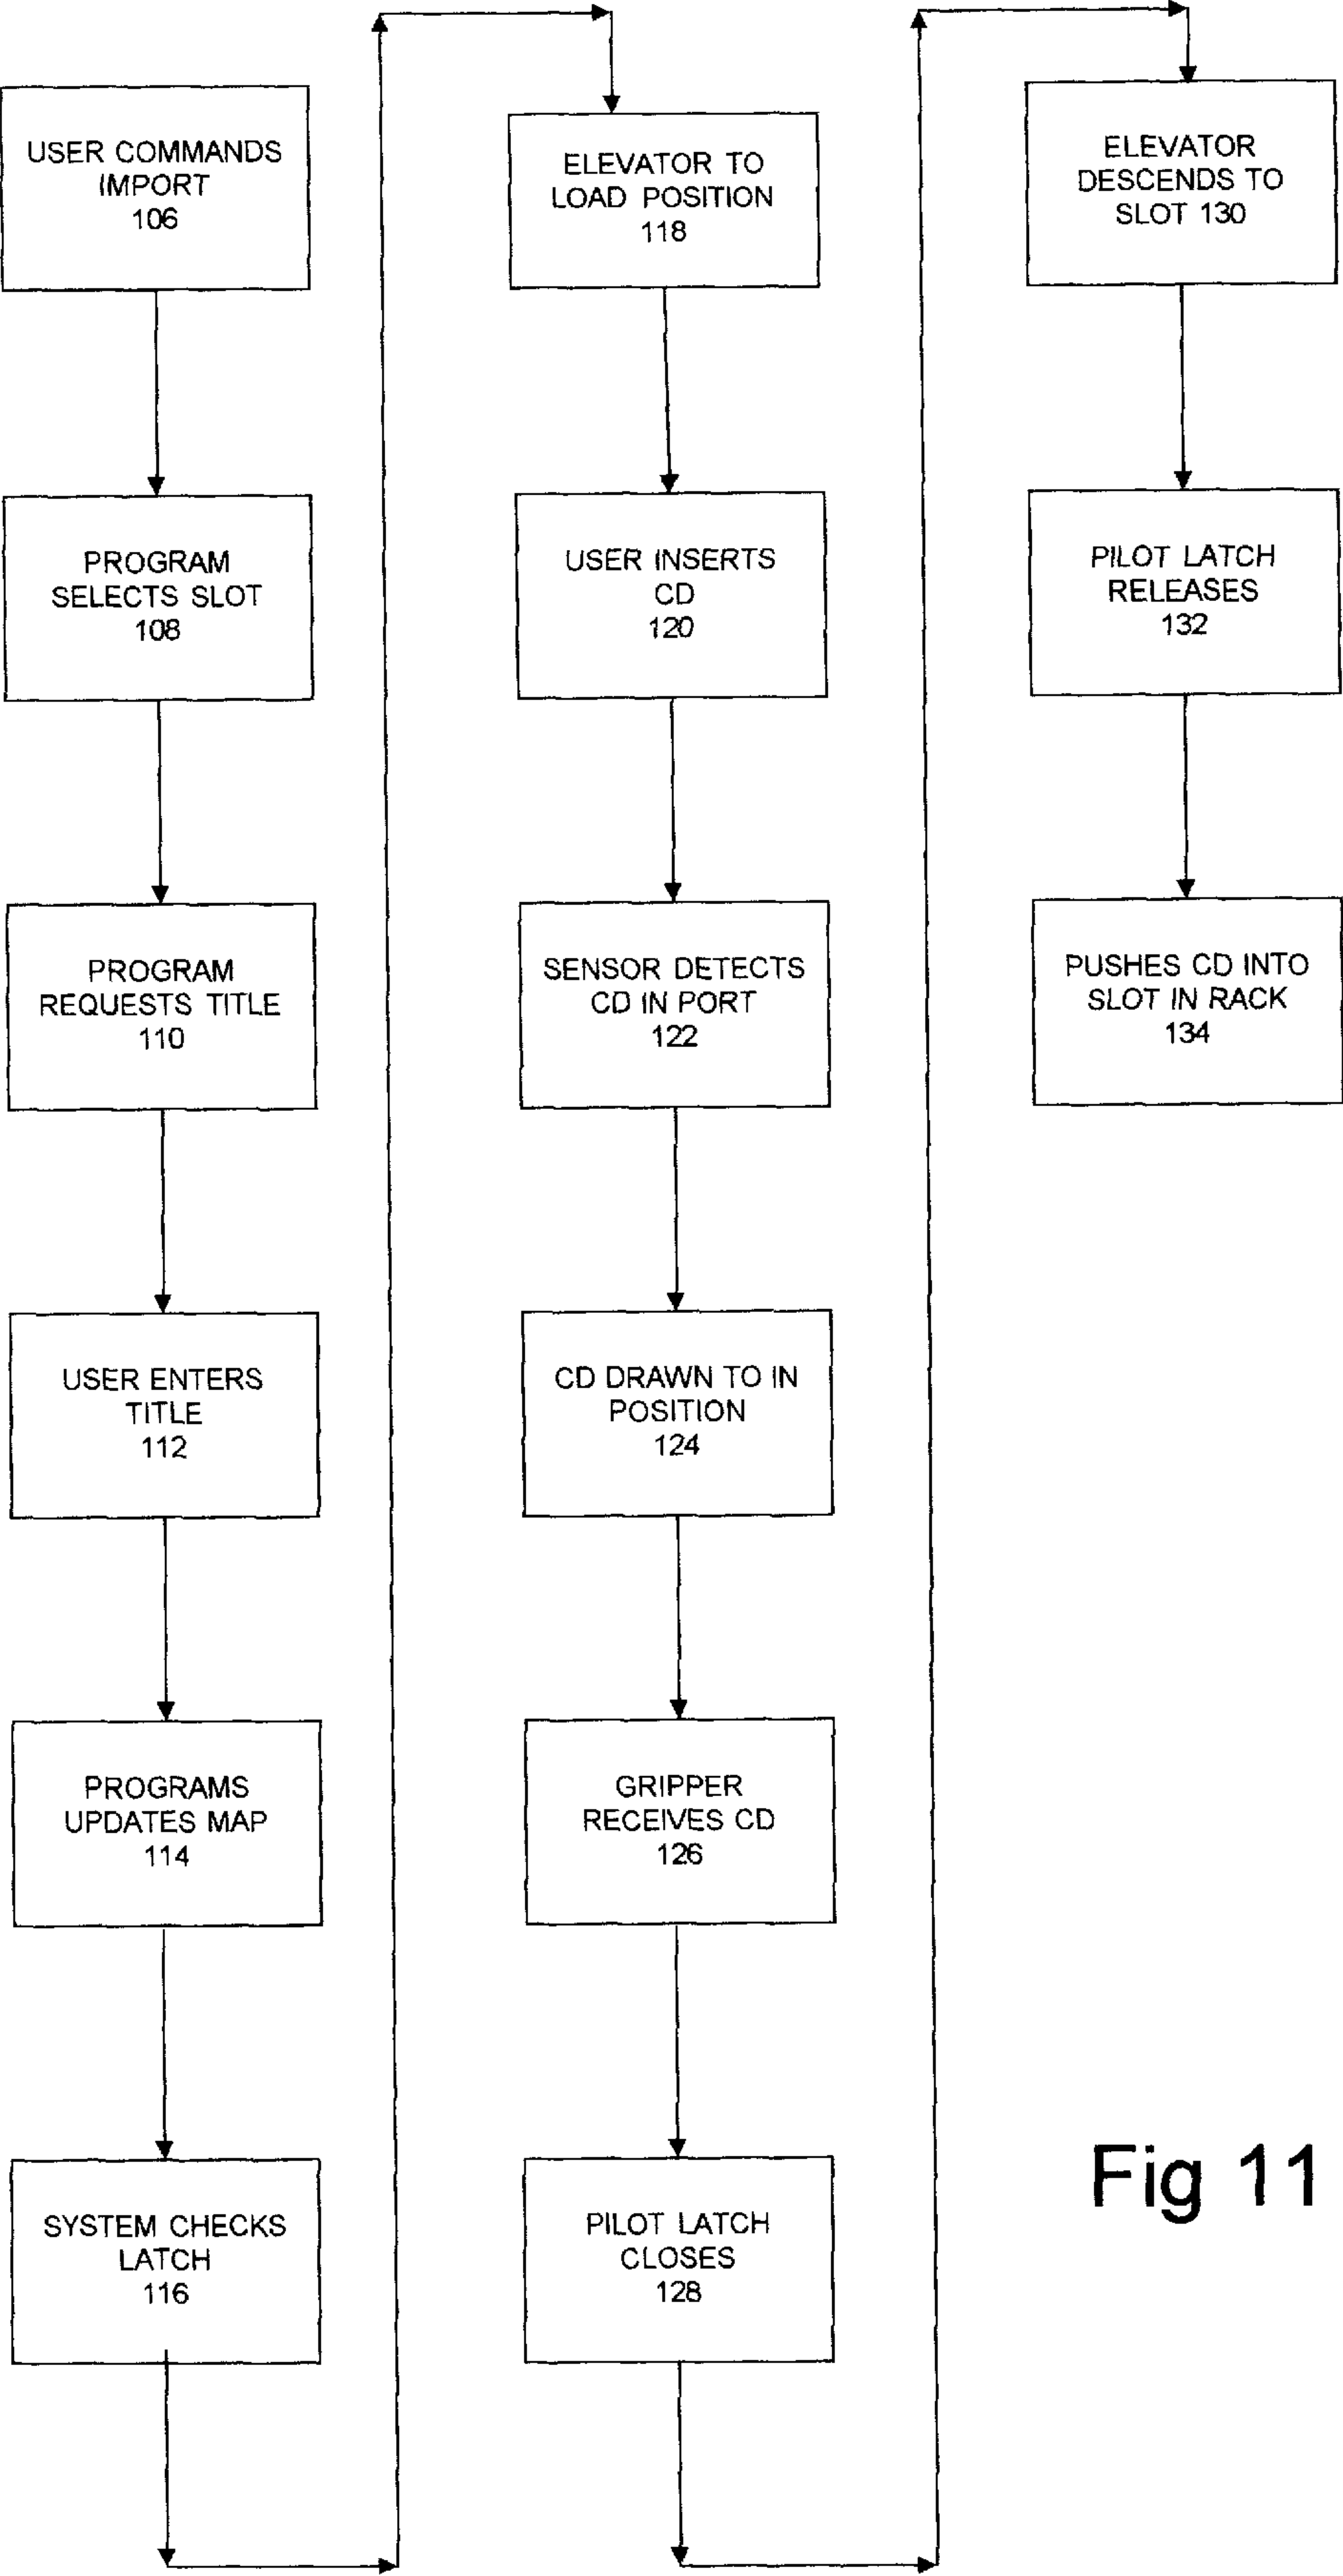 USER COMMANDS
IMPORT
106
PROGRAM
SELECTS SLOT
108
PROGRAM
REQUESTS TITLE
110
USER ENTERS
TITLE
112
PROGRAMS
UPDATES MAP
114
SYSTEM CHECKS
LATCH
116
ELEVATOR TO
LOAD POSITION
118
USER INSERTS
CD
120
SENSOR DETECTS
CD IN PORT
122
CD DRAWN TO IN
POSITION
124
GRIPPER
RECEIVES CD
126
PILOT LATCH
CLOSES
128
ELEVATOR
DESCENDS TO
SLOT 130
PILOT LATCH
RELEASES
132
PUSHES CD INTO
SLOT IN RACK
134
Fig 11